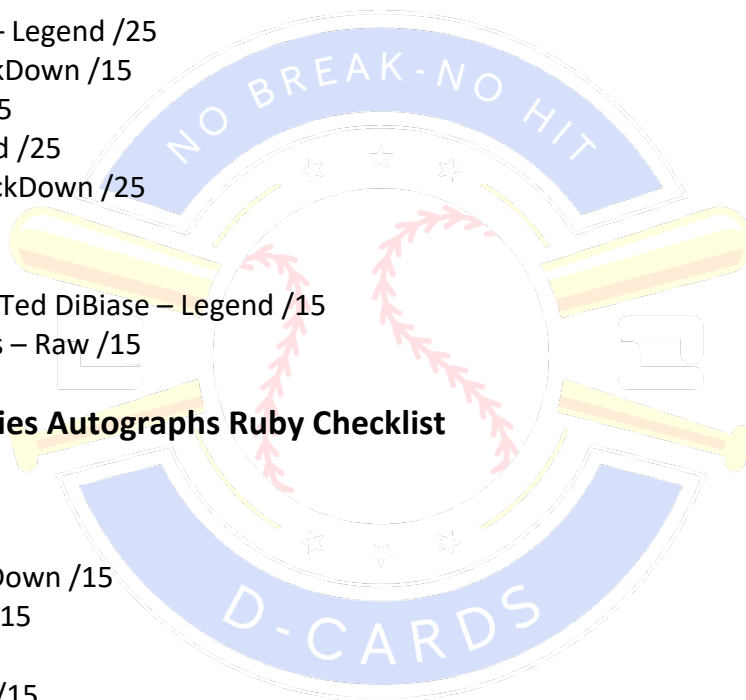 – Legend /25
kDown /15
5
d /25
ckDown /25
Ted DiBiase – Legend /15
s – Raw /15
ies Autographs Ruby Checklist
Down /15
15
/15
NO BREAK-NO HIT
D-CARDS